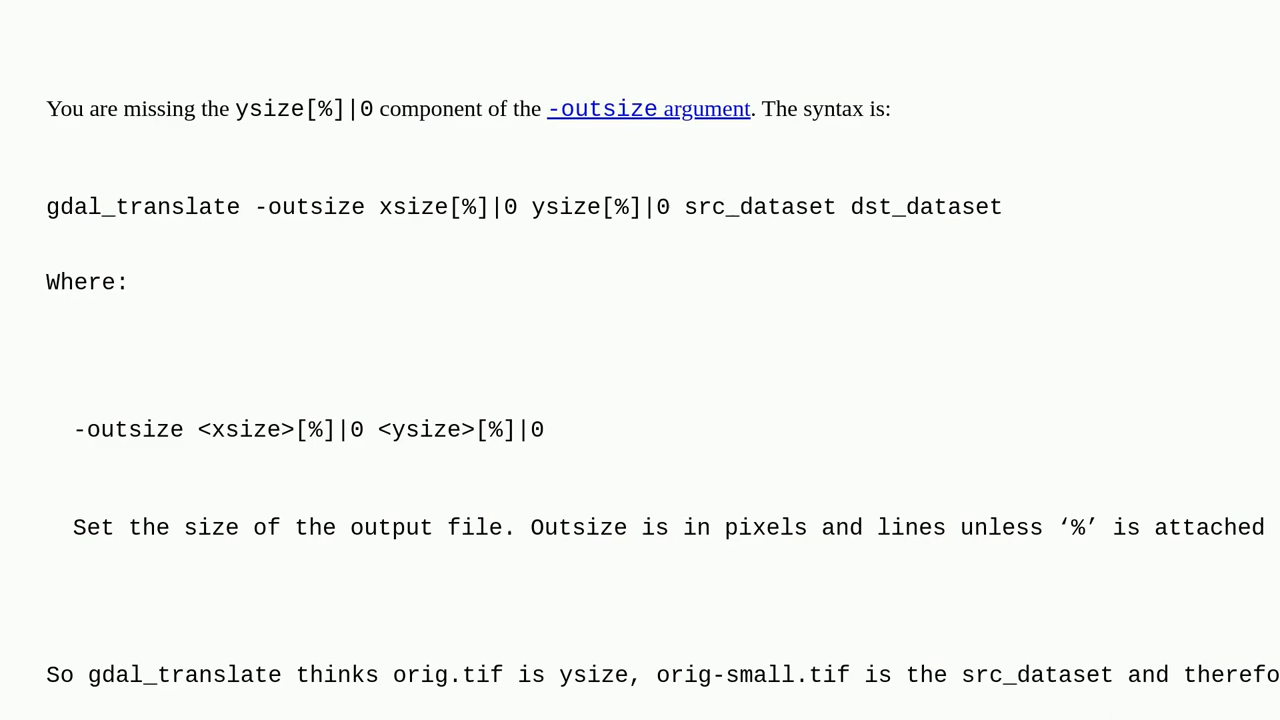 You are missing the ysize[%]|0 component of the -outsize argument. The syntax is:
gdal_translate -outsize xsize[%]|0 ysize[%]|0 src_dataset dst_dataset
Where:
-outsize <xsize>[%]|0 <ysize>[%]|0
Set the size of the output file. Outsize is in pixels and lines unless ‘%’ is attached
So gdal_translate thinks orig.tif is ysize, orig-small.tif is the src_dataset and